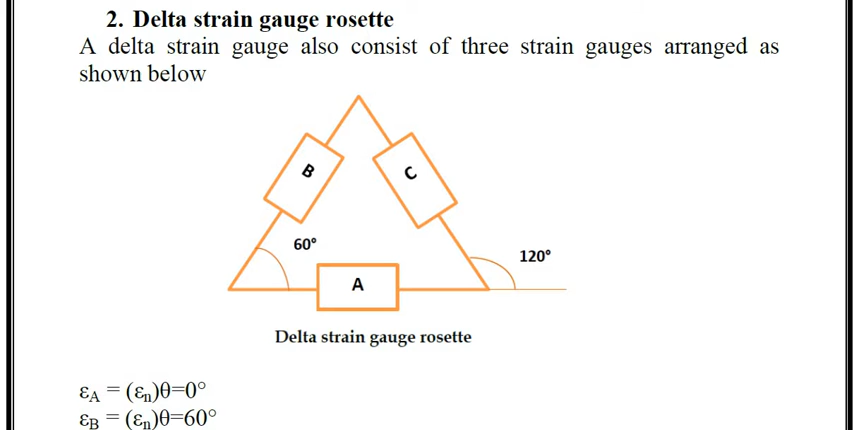 2. Delta strain gauge rosette
A delta strain gauge also consist of three strain gauges arranged as
shown below
B
C
60°
120°
A
Delta strain gauge rosette
εA = (εn)θ=0°
εB = (εn)θ=60°